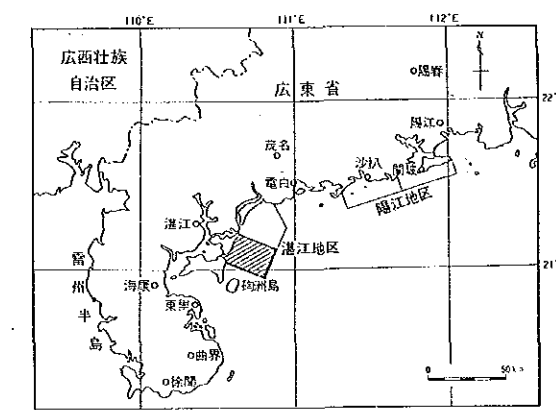 110°E
111°E
112°E
広西壮族
自治区
広東省
N
陽春
22°
陽江
茂名
沙扒
閘坡
電白
陽江地区
湛江
湛江地区
21°
雷州半島
海康
硇洲島
東里
曲界
徐聞
0
50km